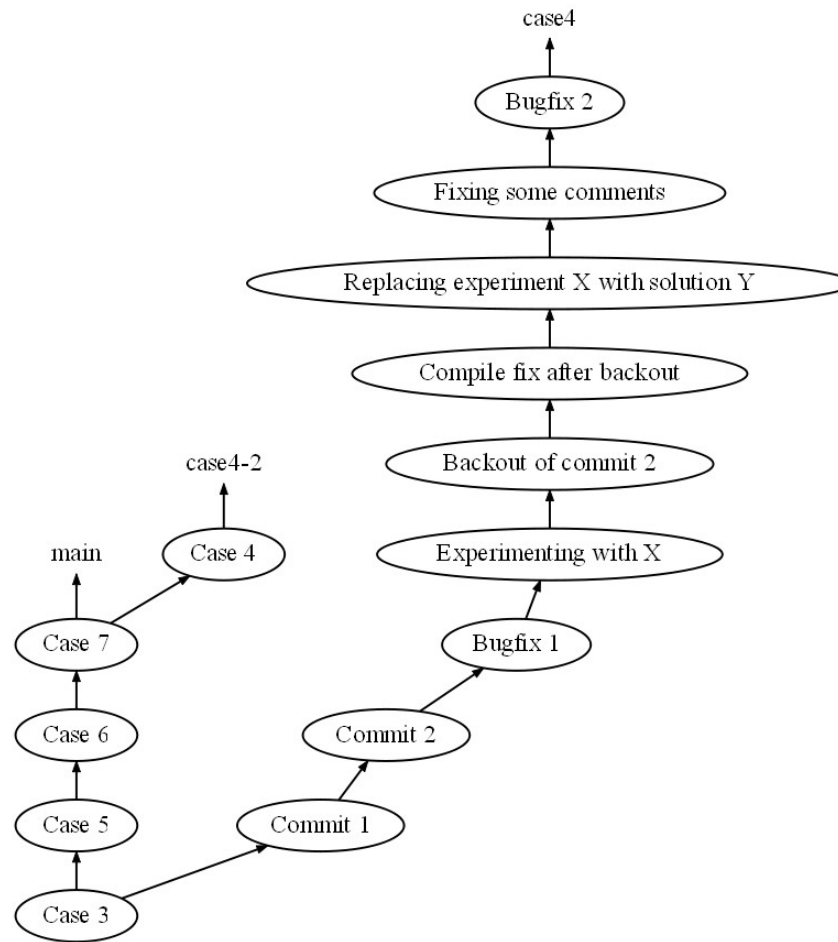 case4
Bugfix 2
Fixing some comments
Replacing experiment X with solution Y
Compile fix after backout
case4-2
Backout of commit 2
main
Case 4
Experimenting with X
Case 7
Bugfix 1
Case 6
Commit 2
Case 5
Commit 1
Case 3